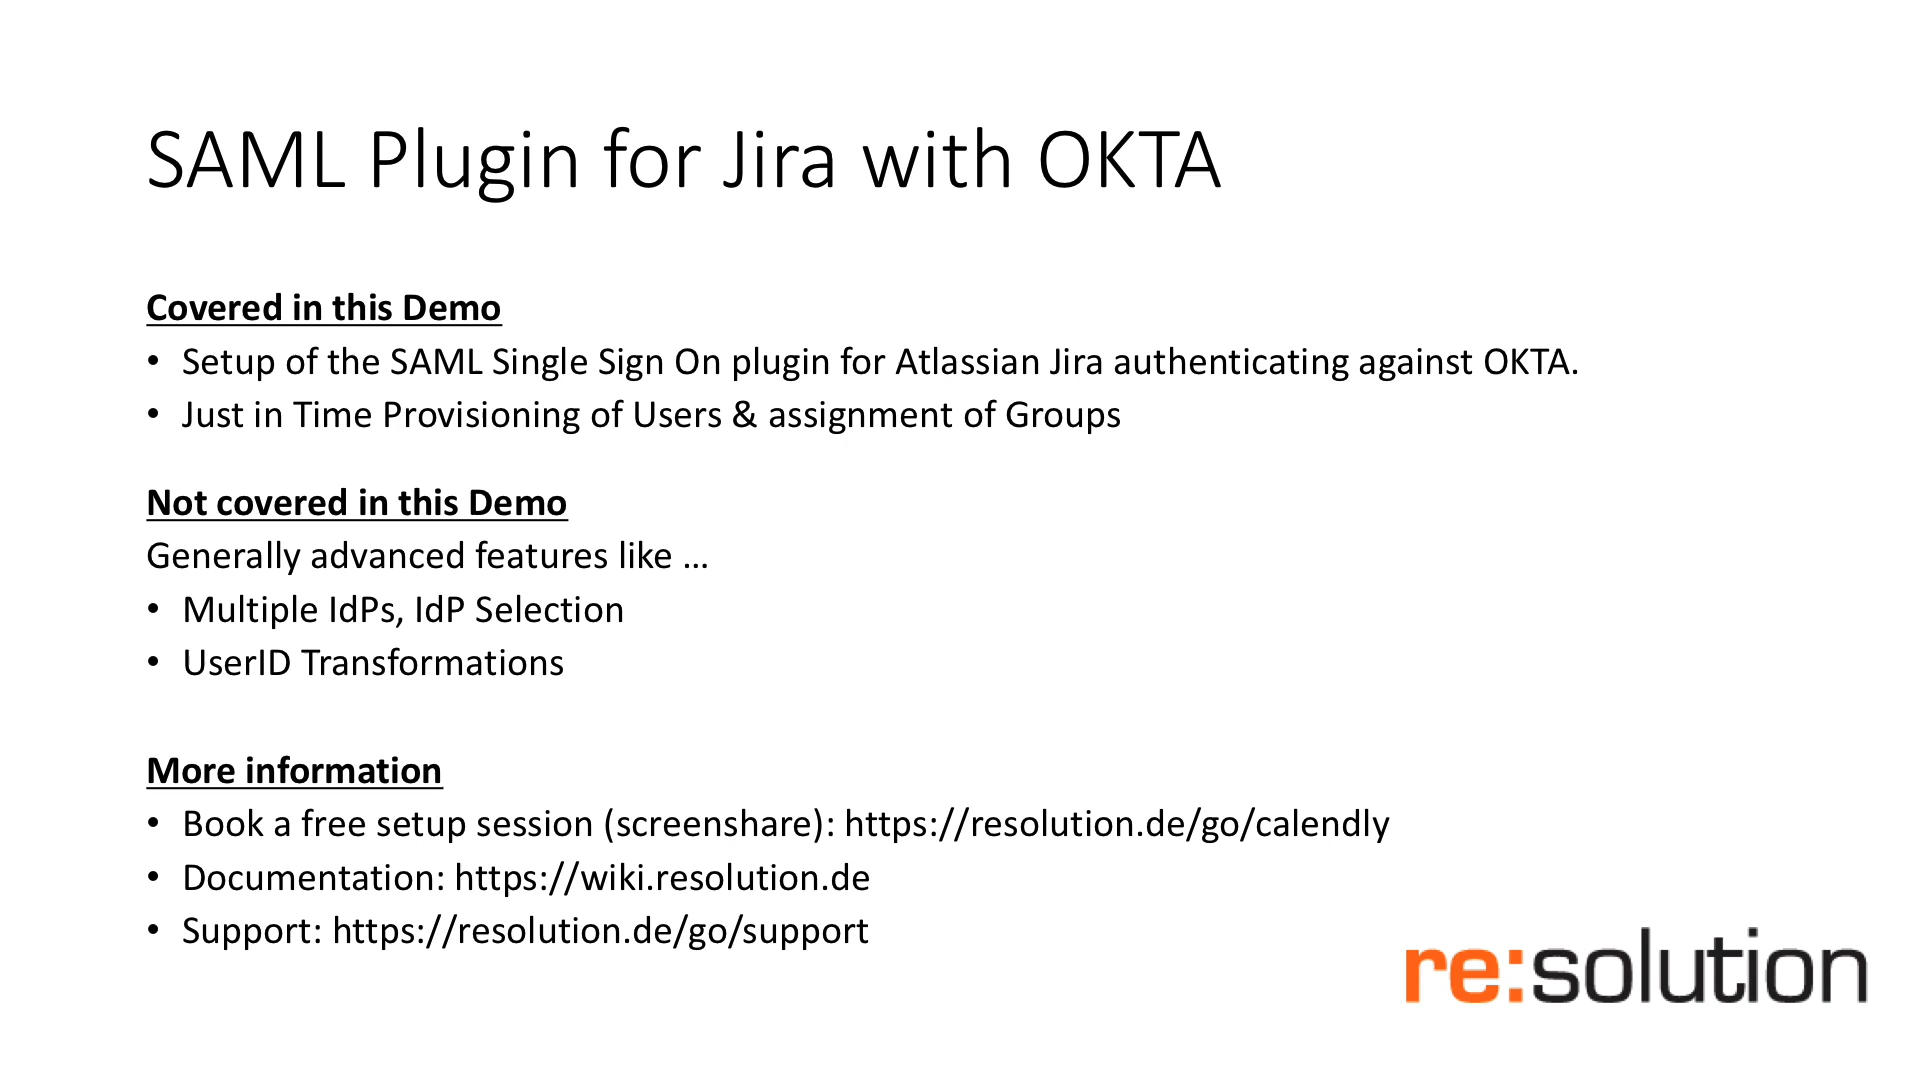 SAML Plugin for Jira with OKTA
Covered in this Demo
• Setup of the SAML Single Sign On plugin for Atlassian Jira authenticating against OKTA.
• Just in Time Provisioning of Users & assignment of Groups
Not covered in this Demo
Generally advanced features like …
• Multiple IdPs, IdP Selection
• UserID Transformations
More information
• Book a free setup session (screenshare): https://resolution.de/go/calendly
• Documentation: https://wiki.resolution.de
• Support: https://resolution.de/go/support
re:solution